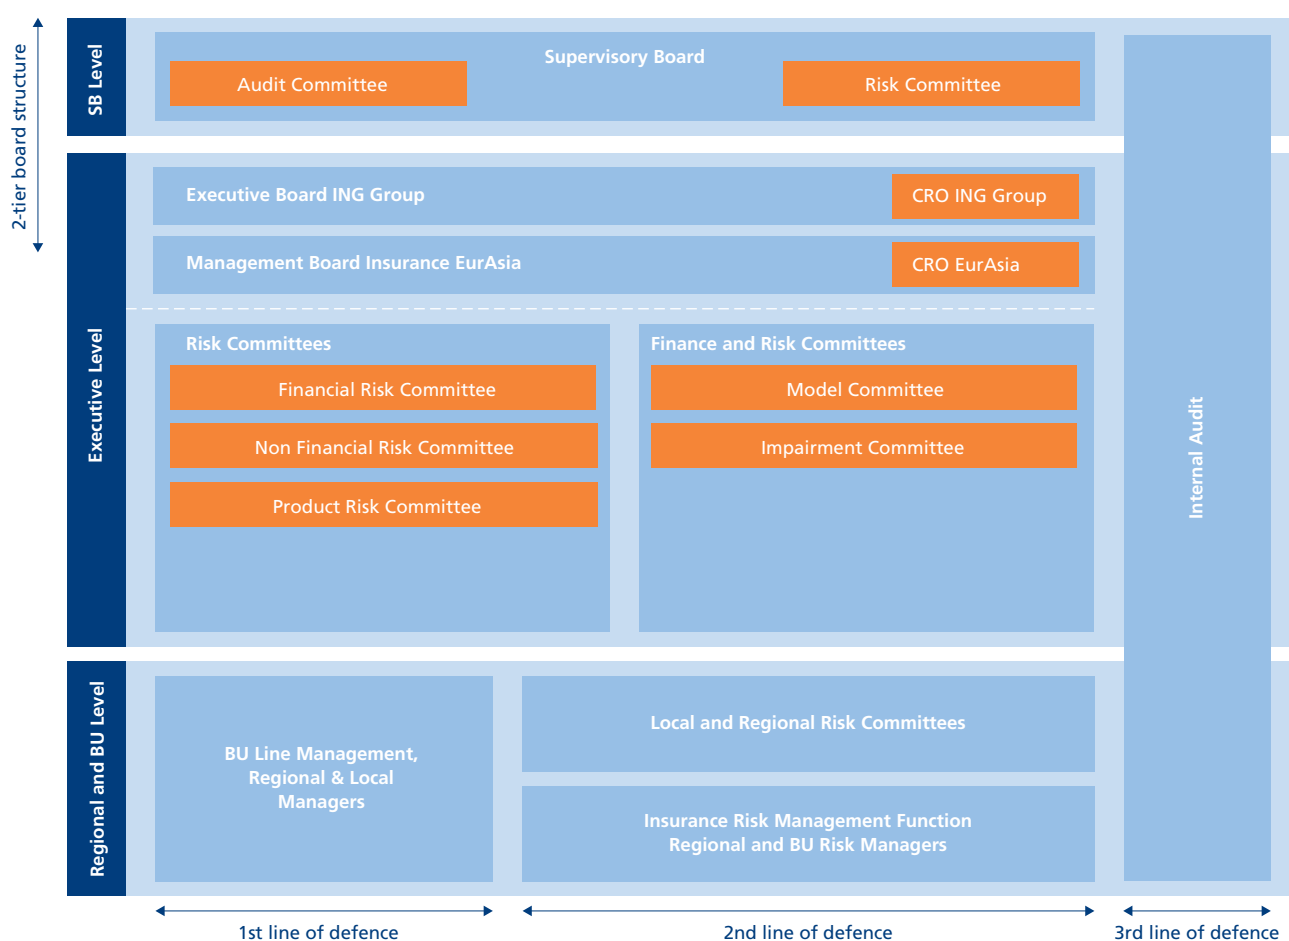 2-tier board structure
SB Level
Supervisory Board
Audit Committee
Risk Committee
Executive Level
Executive Board ING Group
CRO ING Group
Management Board Insurance EurAsia
CRO EurAsia
Risk Committees
Financial Risk Committee
Non Financial Risk Committee
Product Risk Committee
Finance and Risk Committees
Model Committee
Impairment Committee
Internal Audit
Regional and BU Level
BU Line Management,
Regional & Local
Managers
Local and Regional Risk Committees
Insurance Risk Management Function
Regional and BU Risk Managers
1st line of defence
2nd line of defence
3rd line of defence